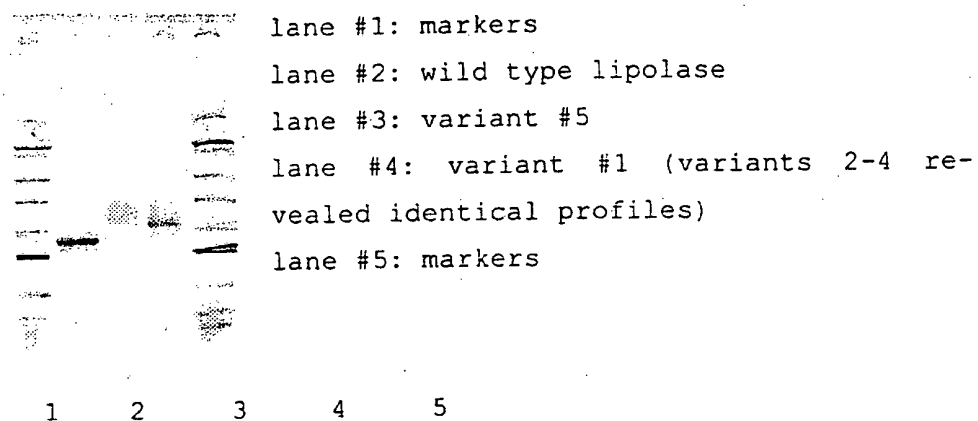 lane #1: markers
lane #2: wild type lipolase
lane #3: variant #5
lane #4: variant #1 (variants 2-4 re-
vealed identical profiles)
lane #5: markers
1 2 3 4 5